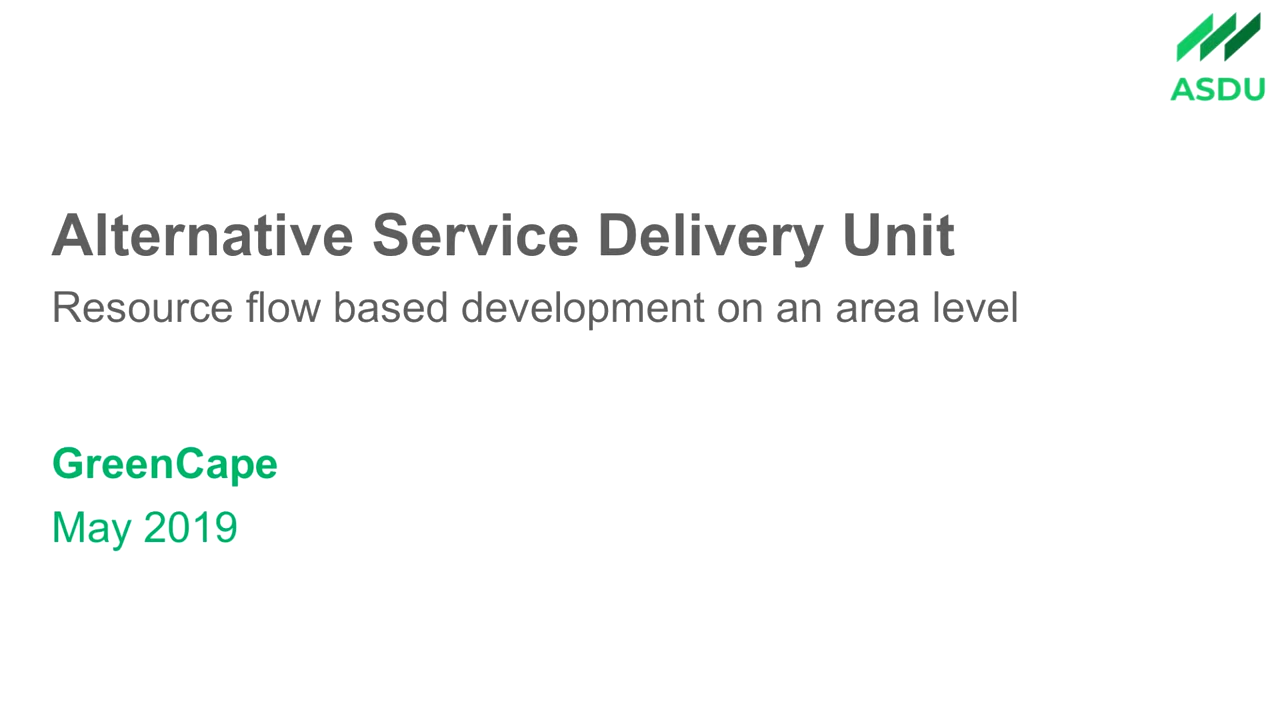 ASDU
Alternative Service Delivery Unit
Resource flow based development on an area level
GreenCape
May 2019